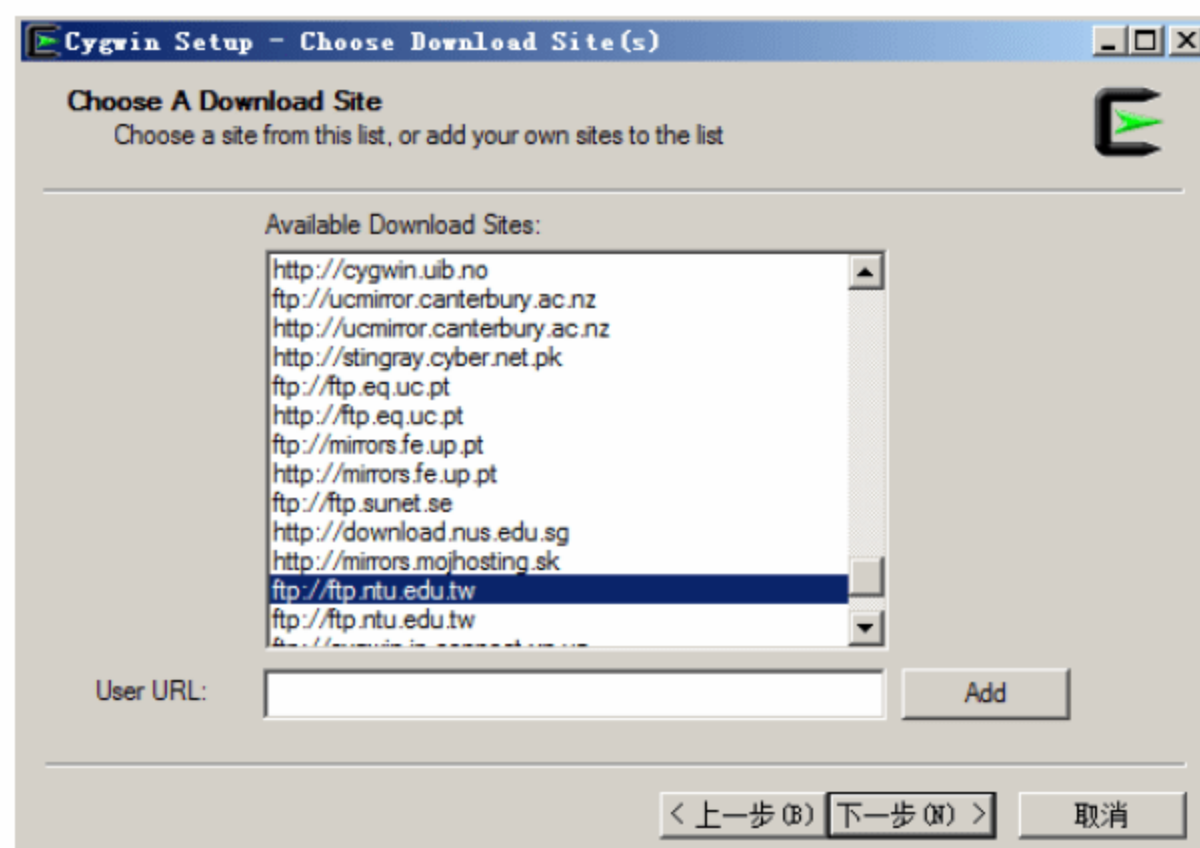 Cygwin Setup - Choose Download Site(s)
Choose A Download Site
Choose a site from this list, or add your own sites to the list
Available Download Sites:
http://cygwin.uib.no
ftp://ucmirror.canterbury.ac.nz
http://ucmirror.canterbury.ac.nz
http://stingray.cyber.net.pk
ftp://ftp.eq.uc.pt
http://ftp.eq.uc.pt
ftp://mirrors.fe.up.pt
http://mirrors.fe.up.pt
ftp://ftp.sunet.se
http://download.nus.edu.sg
http://mirrors.mojhosting.sk
ftp://ftp.ntu.edu.tw
ftp://ftp.ntu.edu.tw
User URL: Add
< 上一步(B) 下一步(N) > 取消